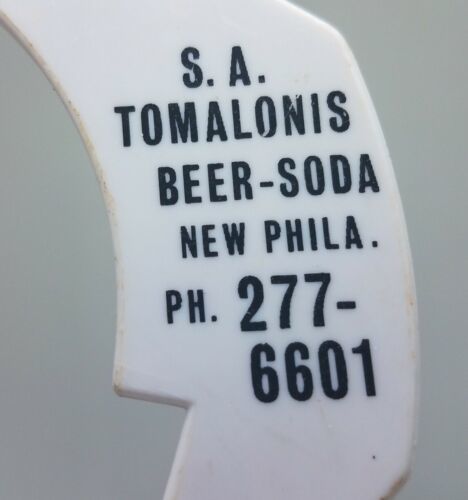 S. A.
TOMALONIS
BEER-SODA
NEW PHILA.
PH. 277-
6601